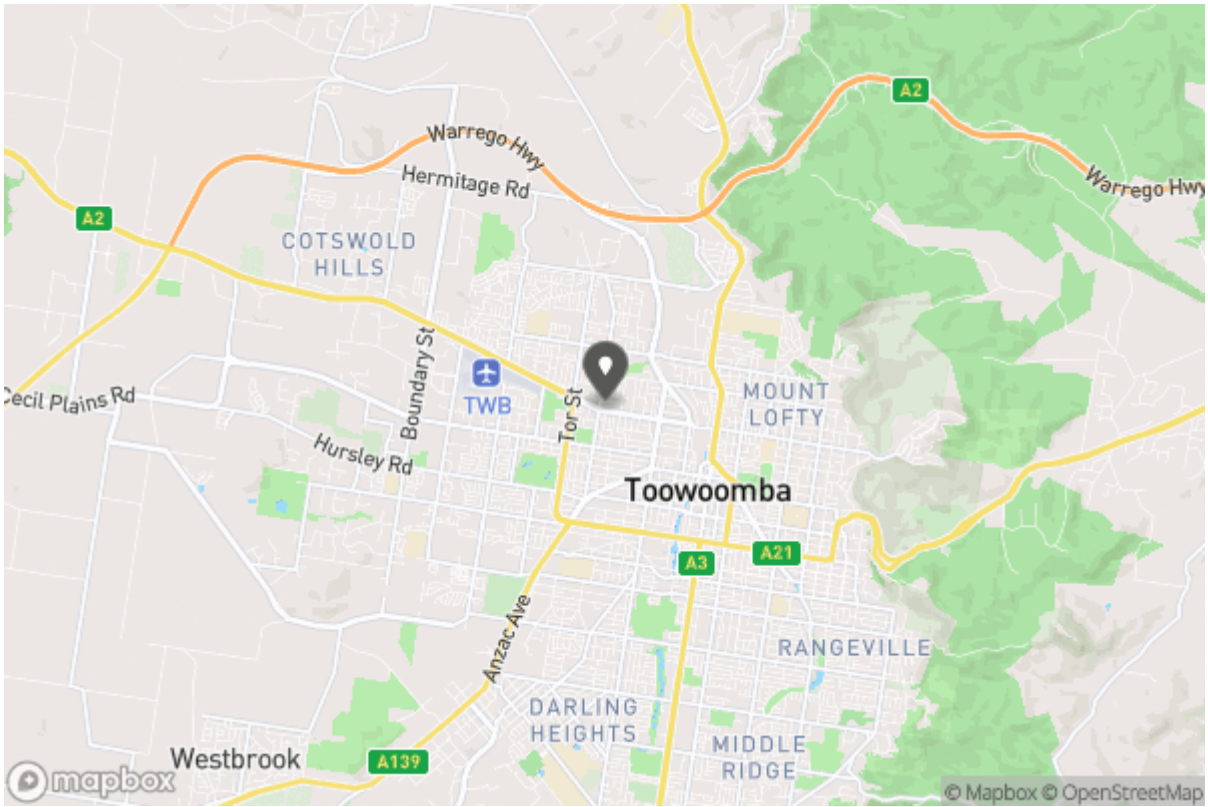 A2
Warrego Hwy
Hermitage Rd
Warrego Hwy
A2
COTSWOLD
HILLS
Boundary St
TWB
Tor St
MOUNT
LOFTY
Cecil Plains Rd
Hursley Rd
Toowoomba
A21
A3
Anzac Ave
RANGEVILLE
DARLING
HEIGHTS
MIDDLE
RIDGE
Westbrook
A139
mapbox
© Mapbox © OpenStreetMap